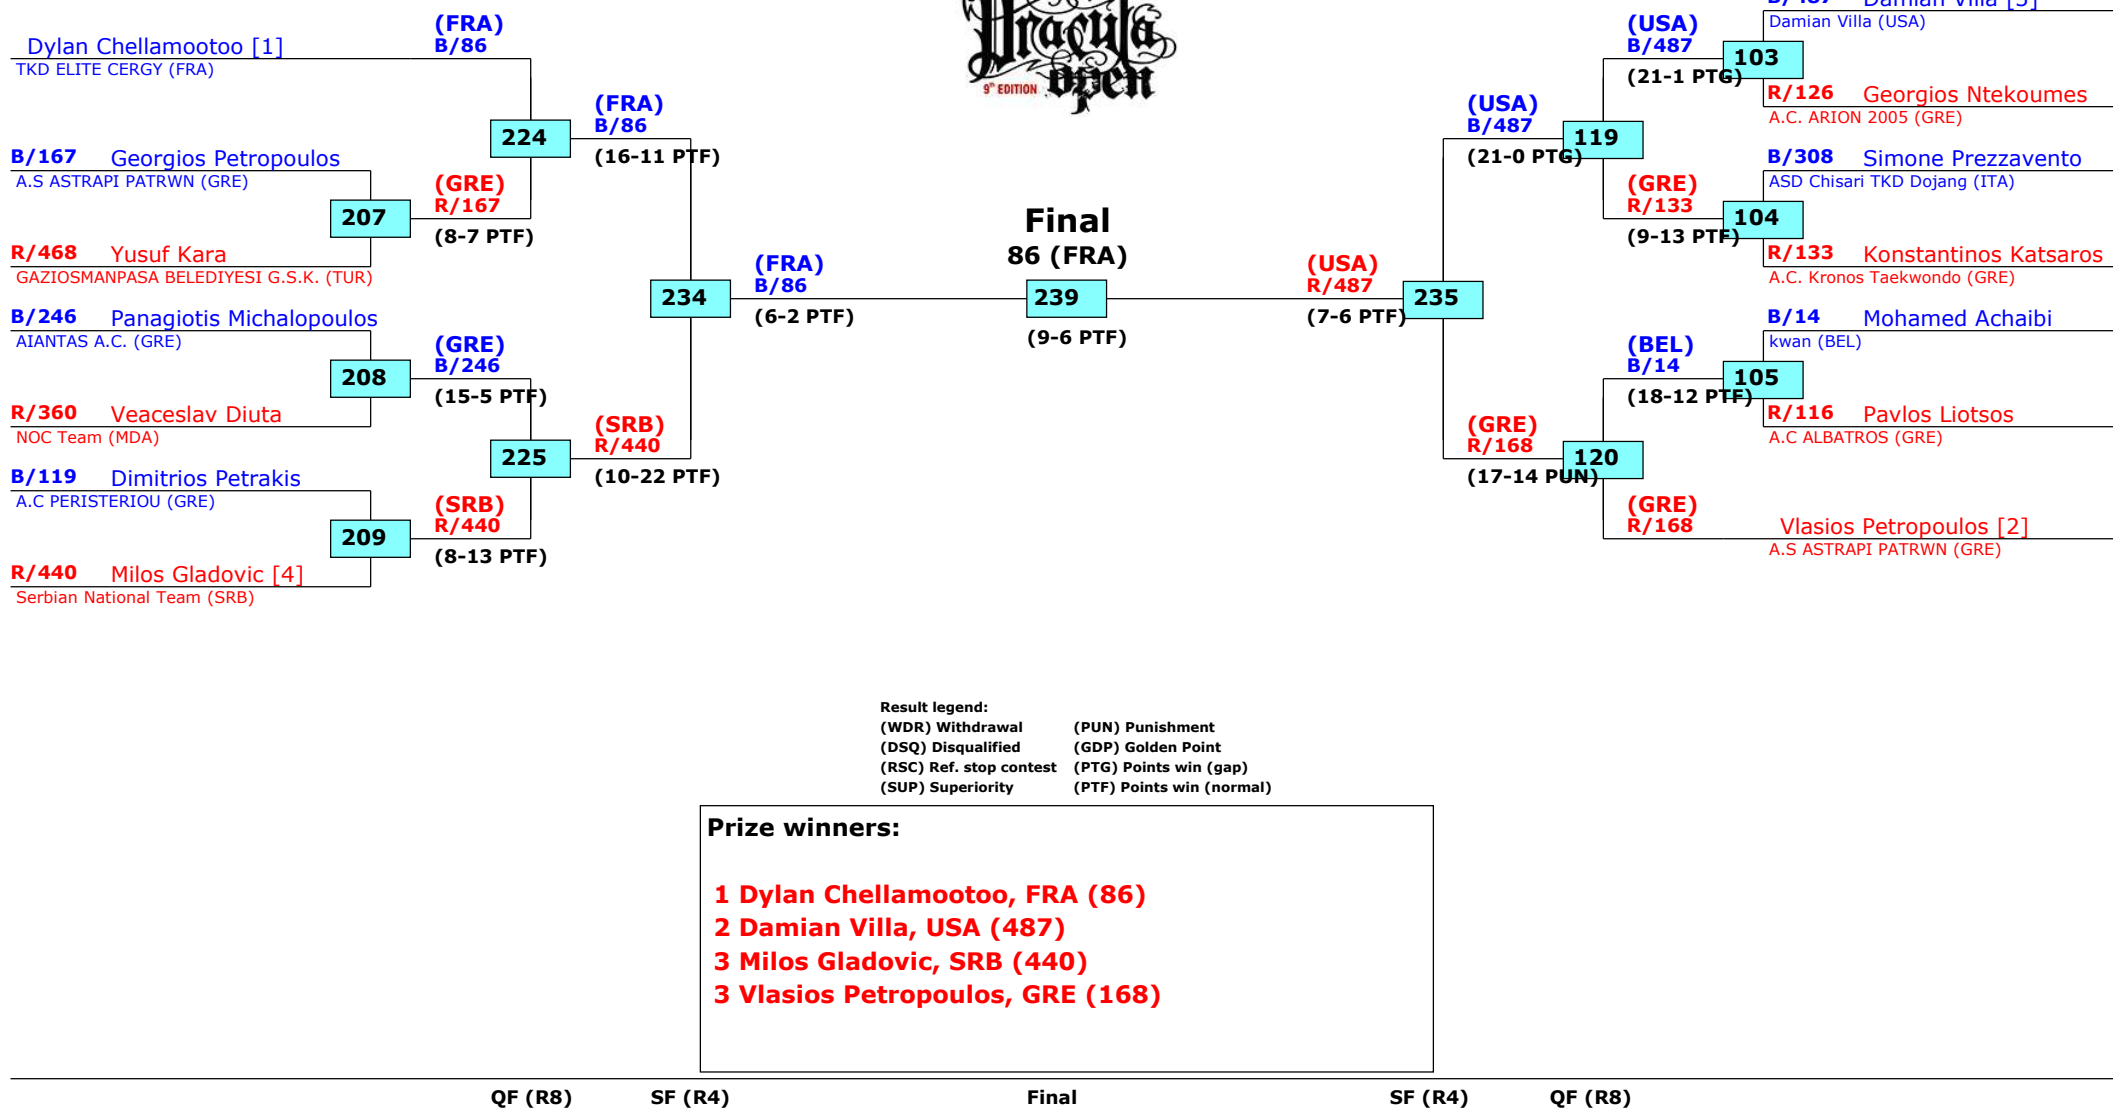 Dracula
open
9th EDITION
Dylan Chellamootoo [1]
TKD ELITE CERGY (FRA)
(FRA)
B/86
224
B/167 Georgios Petropoulos
A.S ASTRAPI PATRWN (GRE)
207
(GRE)
R/167
(8-7 PTF)
R/468 Yusuf Kara
GAZIOSMANPASA BELEDIYESI G.S.K. (TUR)
(FRA)
B/86
(16-11 PTF)
234
B/246 Panagiotis Michalopoulos
AIANTAS A.C. (GRE)
208
(GRE)
B/246
(15-5 PTF)
R/360 Veaceslav Diuta
NOC Team (MDA)
225
(SRB)
R/440
(10-22 PTF)
B/119 Dimitrios Petrakis
A.C PERISTERIOU (GRE)
209
(SRB)
R/440
(8-13 PTF)
R/440 Milos Gladovic [4]
Serbian National Team (SRB)
(FRA)
B/86
(6-2 PTF)
Final
86 (FRA)
239
(9-6 PTF)
(USA)
R/487
(7-6 PTF)
235
(USA)
B/487
(21-0 PTG)
119
(USA)
B/487
(21-1 PTG)
103
B/487 Damian Villa [3]
Damian Villa (USA)
R/126 Georgios Ntekoumes
A.C. ARION 2005 (GRE)
B/308 Simone Prezzavento
ASD Chisari TKD Dojang (ITA)
(GRE)
R/133
(9-13 PTF)
104
R/133 Konstantinos Katsaros
A.C. Kronos Taekwondo (GRE)
B/14 Mohamed Achaibi
kwan (BEL)
(BEL)
B/14
(18-12 PTF)
105
R/116 Pavlos Liotsos
A.C ALBATROS (GRE)
(GRE)
R/168
(17-14 PUN)
120
(GRE)
R/168
Vlasios Petropoulos [2]
A.S ASTRAPI PATRWN (GRE)
Result legend:
(WDR) Withdrawal (PUN) Punishment
(DSQ) Disqualified (GDP) Golden Point
(RSC) Ref. stop contest (PTG) Points win (gap)
(SUP) Superiority (PTF) Points win (normal)
Prize winners:
1 Dylan Chellamootoo, FRA (86)
2 Damian Villa, USA (487)
3 Milos Gladovic, SRB (440)
3 Vlasios Petropoulos, GRE (168)
QF (R8) SF (R4) Final SF (R4) QF (R8)